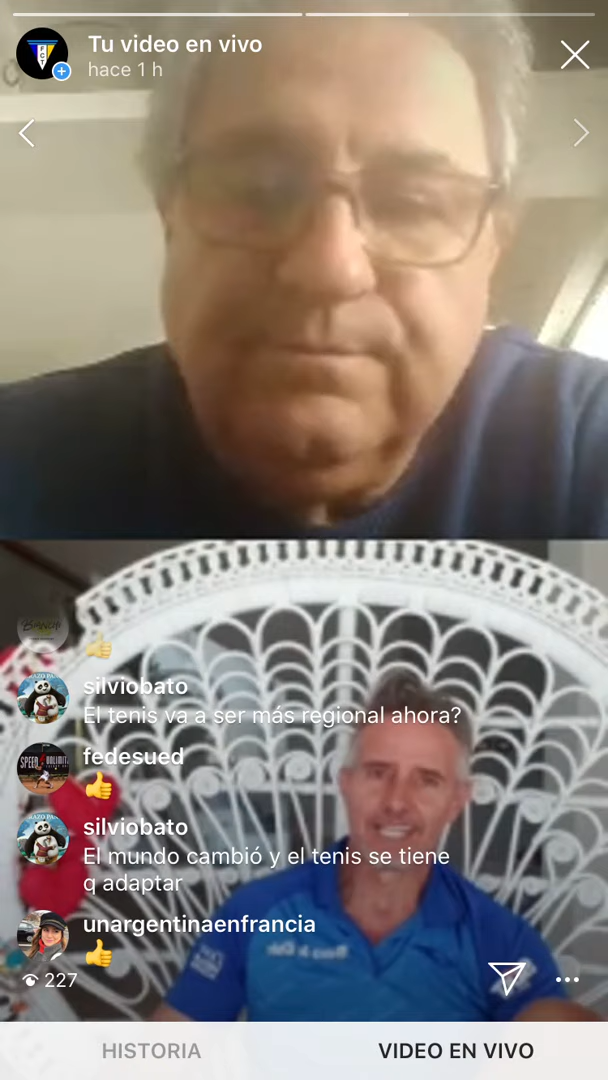 Tu video en vivo
hace 1 h
silviobato
El tenis va a ser más regional ahora?
fedesued
silviobato
El mundo cambió y el tenis se tiene
q adaptar
unargentinaenfrancia
227
HISTORIA
VIDEO EN VIVO